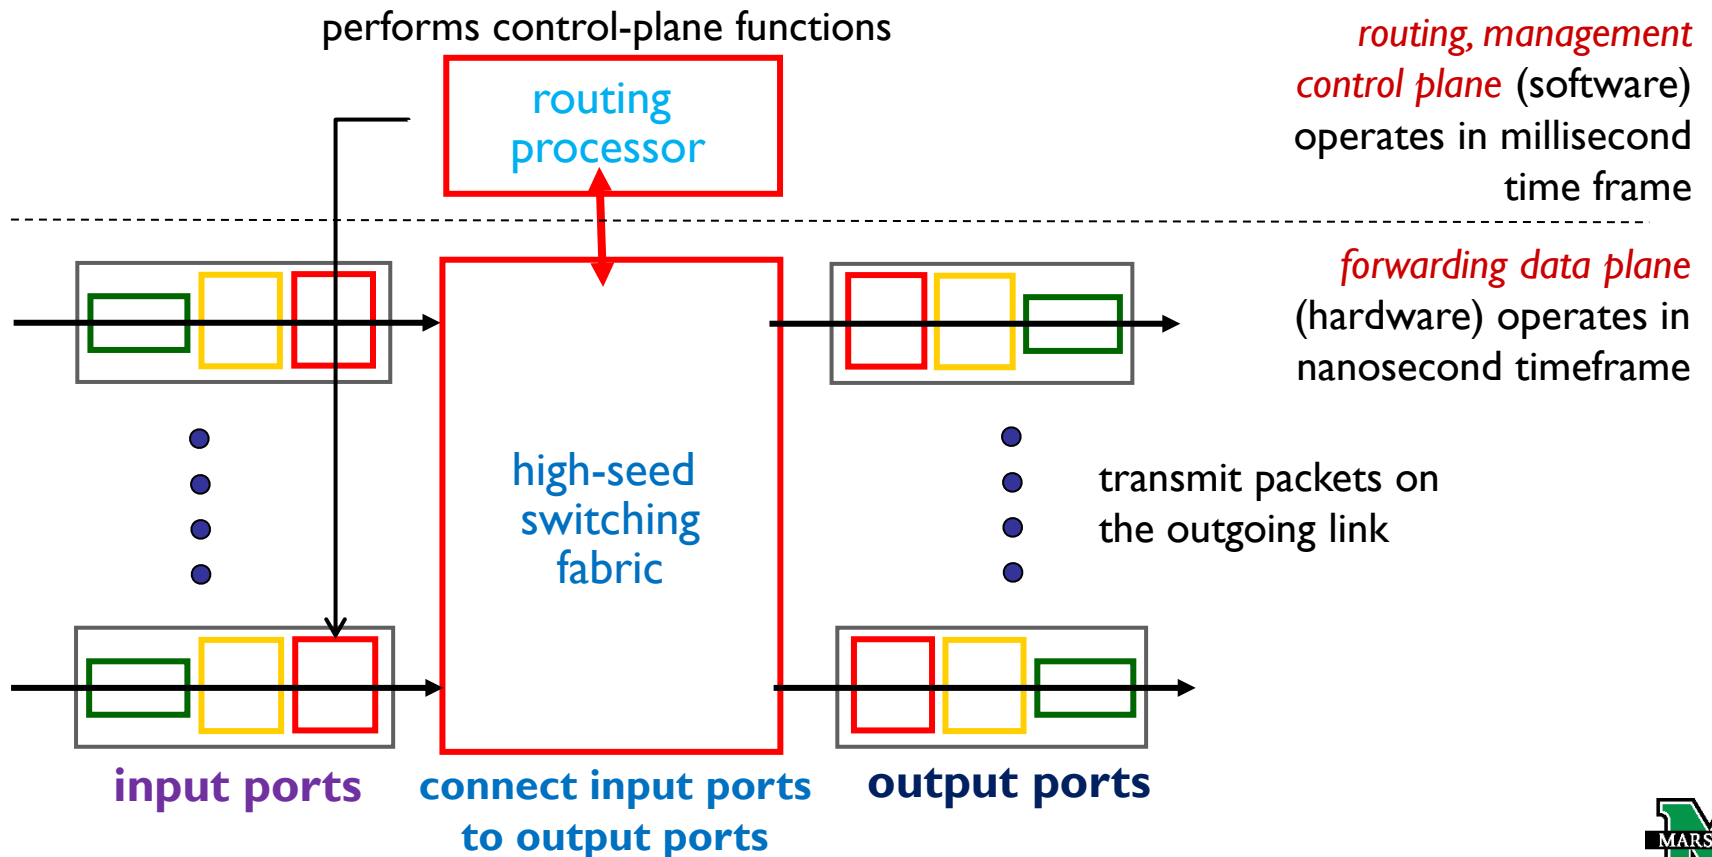 performs control-plane functions
routing
processor
routing, management
control plane (software)
operates in millisecond
time frame
forwarding data plane
(hardware) operates in
nanosecond timeframe
high-seed
switching
fabric
transmit packets on
the outgoing link
input ports
connect input ports
to output ports
output ports
MARS